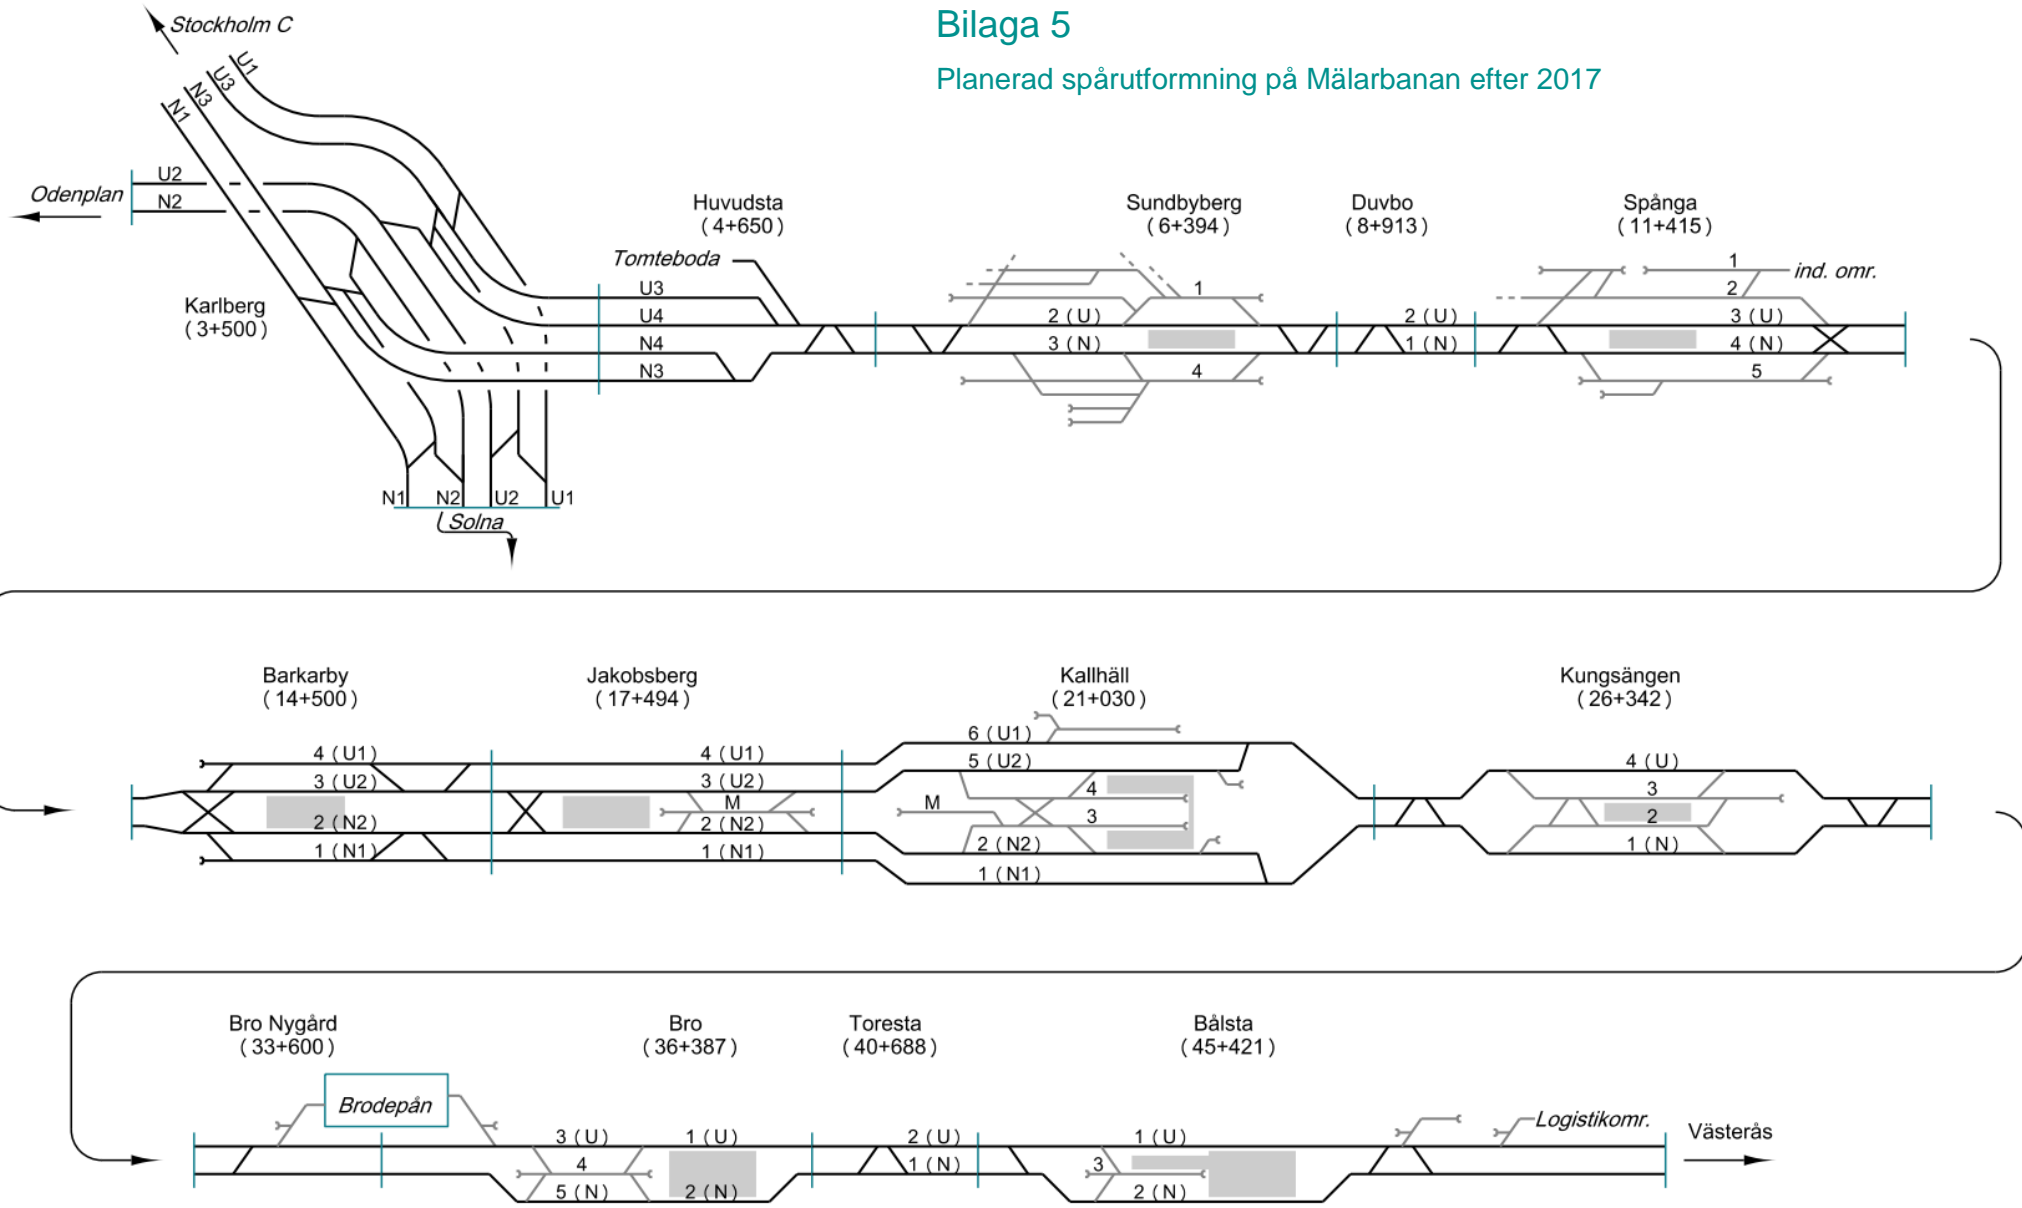 Bilaga 5
Planerad spårutformning på Mälarbanan efter 2017
Stockholm C
U1
U3
N3
N1
Odenplan
U2
N2
Karlberg
( 3+500 )
N1
N2
U2
U1
Solna
Huvudsta
( 4+650 )
Tomteboda
U3
U4
N4
N3
Sundbyberg
( 6+394 )
1
2 ( U )
3 ( N )
4
Duvbo
( 8+913 )
2 ( U )
1 ( N )
Spånga
( 11+415 )
1
ind. omr.
2
3 ( U )
4 ( N )
5
Barkarby
( 14+500 )
4 ( U1 )
3 ( U2 )
2 ( N2 )
1 ( N1 )
Jakobsberg
( 17+494 )
4 ( U1 )
3 ( U2 )
M
2 ( N2 )
1 ( N1 )
Kallhäll
( 21+030 )
6 ( U1 )
5 ( U2 )
4
M
3
2 ( N2 )
1 ( N1 )
Kungsängen
( 26+342 )
4 ( U )
3
2
1 ( N )
Bro Nygård
( 33+600 )
Brodepån
Bro
( 36+387 )
3 ( U )
1 ( U )
4
5 ( N )
2 ( N )
Toresta
( 40+688 )
2 ( U )
1 ( N )
Bålsta
( 45+421 )
1 ( U )
3
2 ( N )
Logistikomr.
Västerås